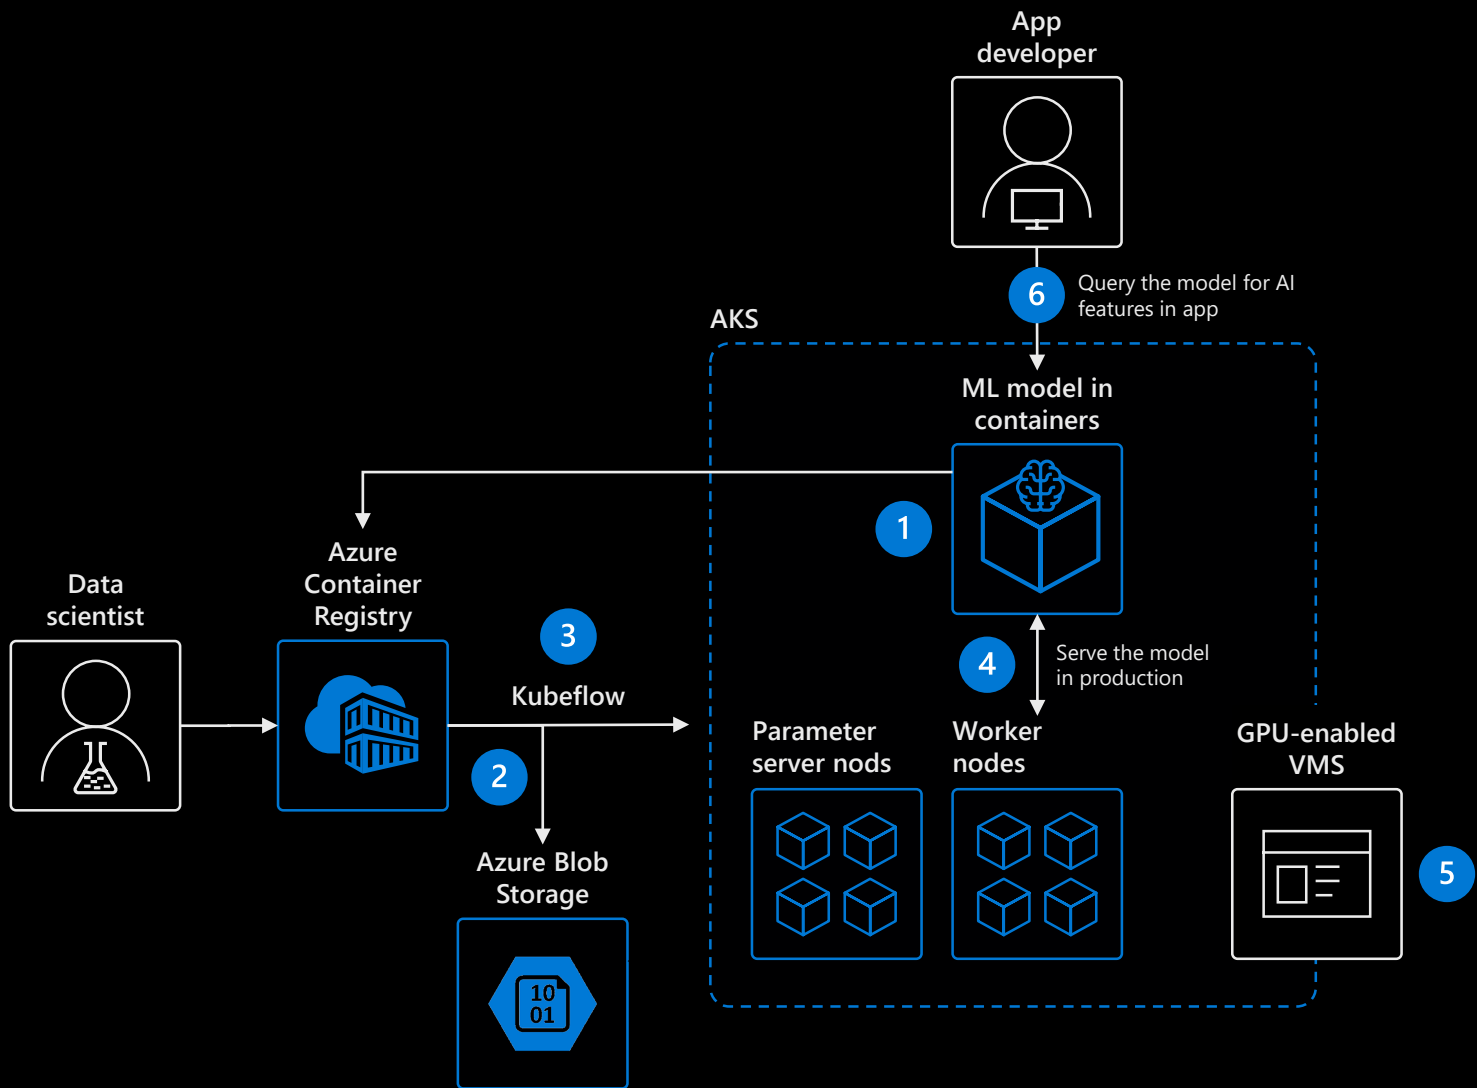 App
developer
6
Query the model for AI
features in app
AKS
ML model in
containers
1
Azure
Container
Registry
Data
scientist
3
Kubeflow
4
Serve the model
in production
2
Parameter
server nods
Worker
nodes
GPU-enabled
VMS
5
Azure Blob
Storage
10
01